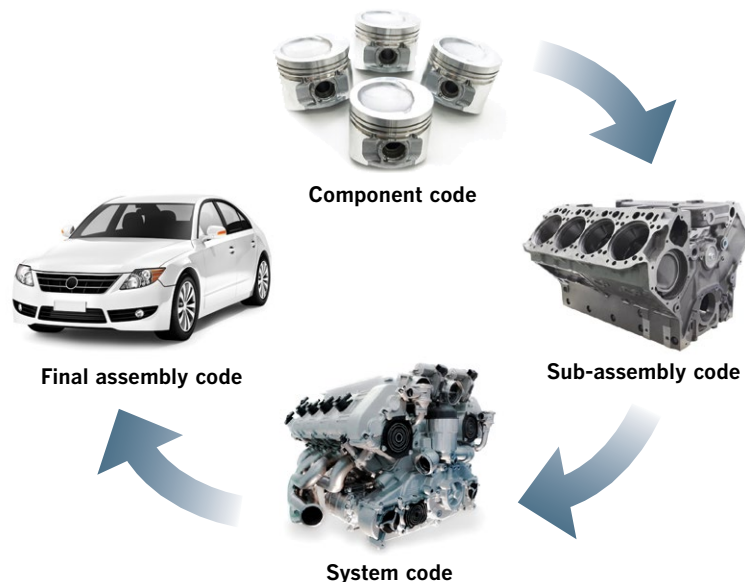 Component code
Sub-assembly code
System code
Final assembly code